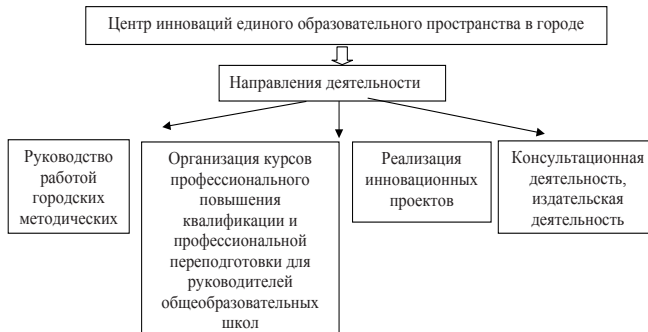 Центр инноваций единого образовательного пространства в городе
Направления деятельности
Руководство
работой
городских
методических
Организация курсов
профессионального
повышения
квалификации и
профессиональной
переподготовки для
руководителей
общеобразовательных
школ
Реализация
инновационных
проектов
Консультационная
деятельность,
издательская
деятельность